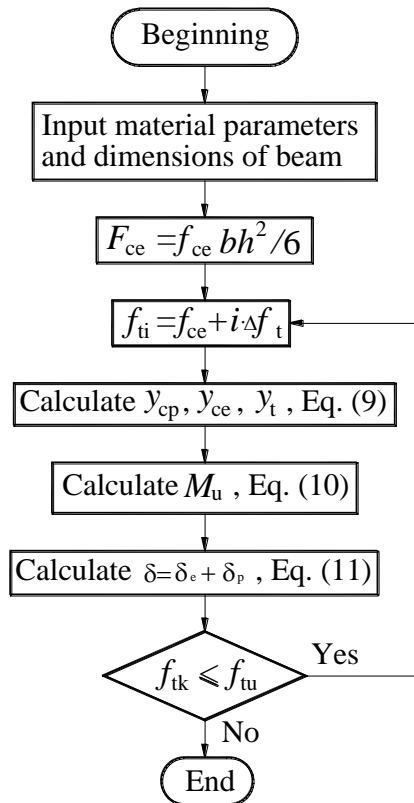 Beginning
Input material parameters
and dimensions of beam
F_ce = f_ce bh²/6
f_ti = f_ce + i·Δf_t
Calculate y_cp, y_ce, y_t, Eq. (9)
Calculate M_u, Eq. (10)
Calculate δ=δ_e + δ_p, Eq. (11)
f_tk ⩽ f_tu
Yes
No
End